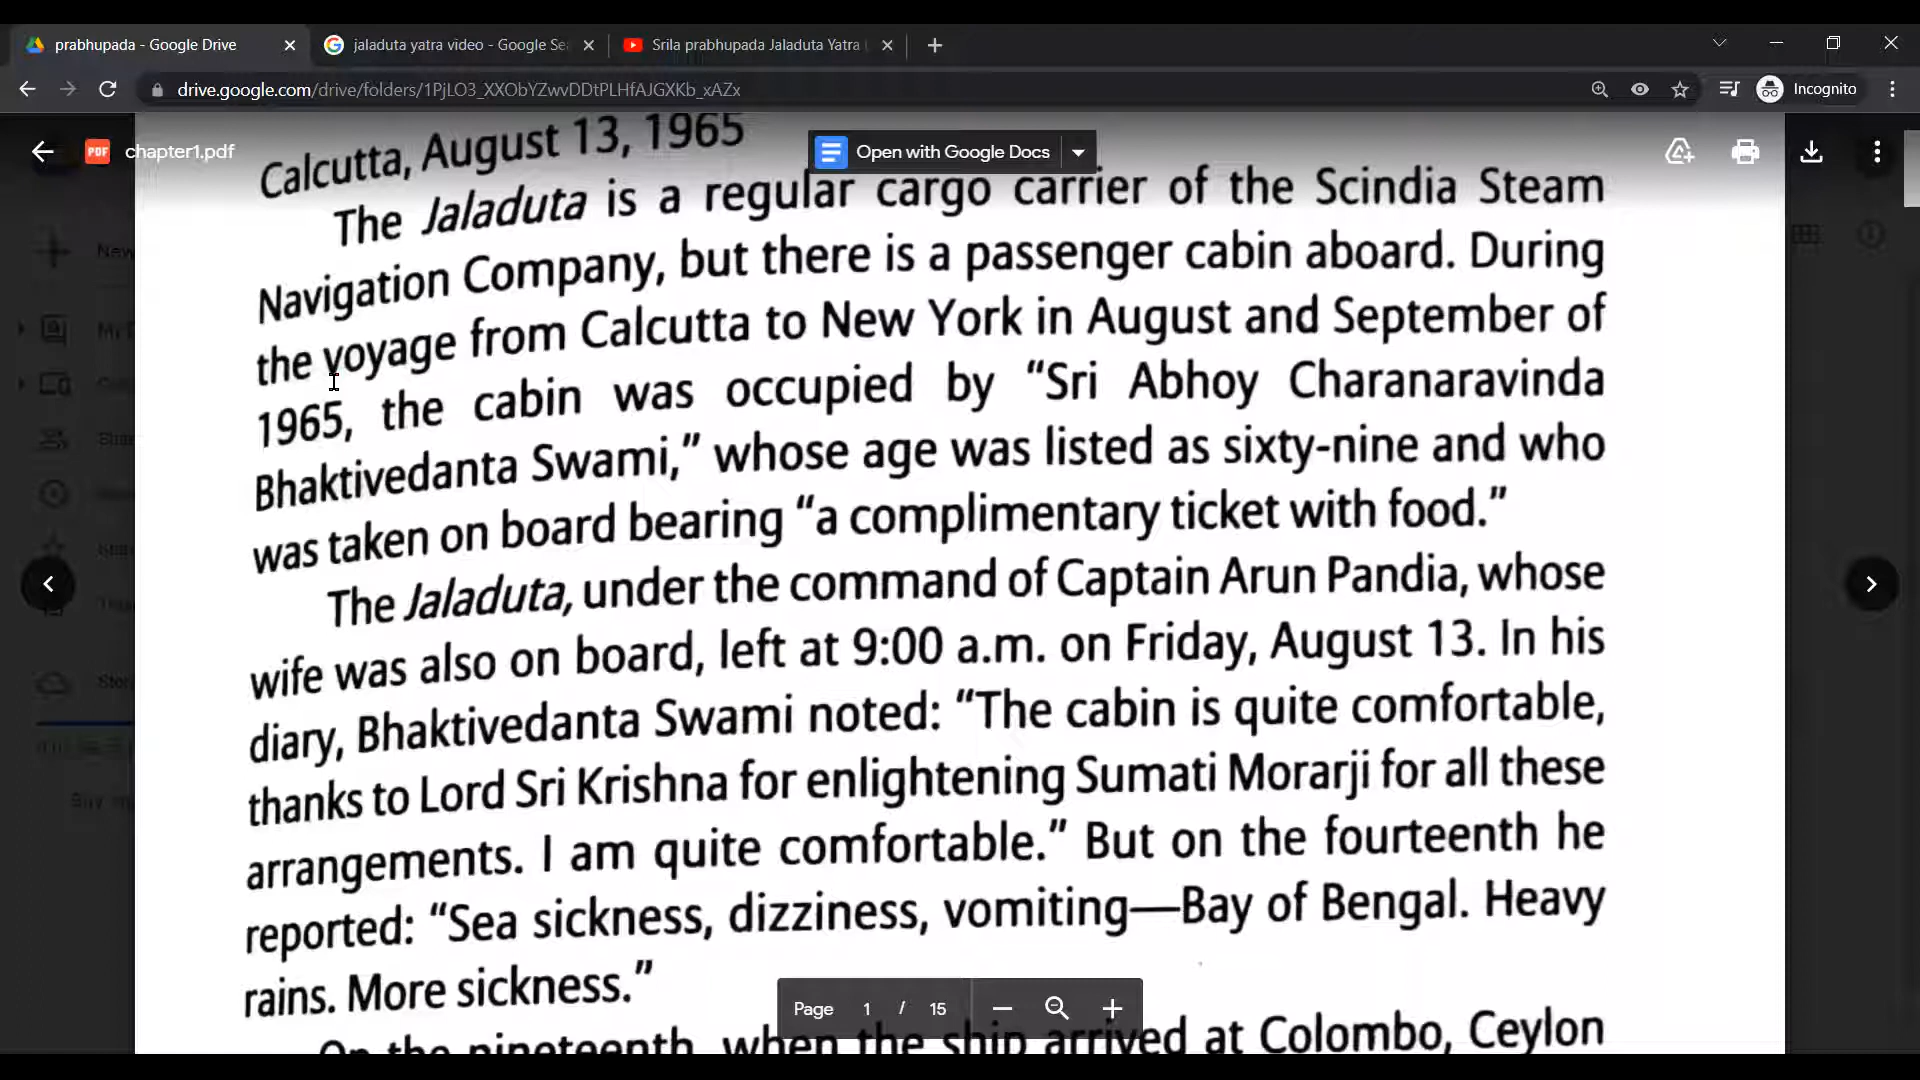 prabhupada - Google Drive
jaladuta yatra video - Google Se
Srila prabhupada Jaladuta Yatra
drive.google.com/drive/folders/1PjLO3_XXObYZwvDDtPLHfAJGXKb_xAZx
Incognito
PDF chapter1.pdf
Open with Google Docs
New
Calcutta, August 13, 1965
The Jaladuta is a regular cargo carrier of the Scindia Steam
Navigation Company, but there is a passenger cabin aboard. During
the voyage from Calcutta to New York in August and September of
1965, the cabin was occupied by “Sri Abhoy Charanaravinda
Bhaktivedanta Swami,” whose age was listed as sixty-nine and who
was taken on board bearing “a complimentary ticket with food.”
The Jaladuta, under the command of Captain Arun Pandia, whose
wife was also on board, left at 9:00 a.m. on Friday, August 13. In his
diary, Bhaktivedanta Swami noted: “The cabin is quite comfortable,
thanks to Lord Sri Krishna for enlightening Sumati Morarji for all these
arrangements. I am quite comfortable.” But on the fourteenth he
reported: “Sea sickness, dizziness, vomiting—Bay of Bengal. Heavy
rains. More sickness.”
On the nineteenth, when the ship arrived at Colombo, Ceylon
Page 1 / 15